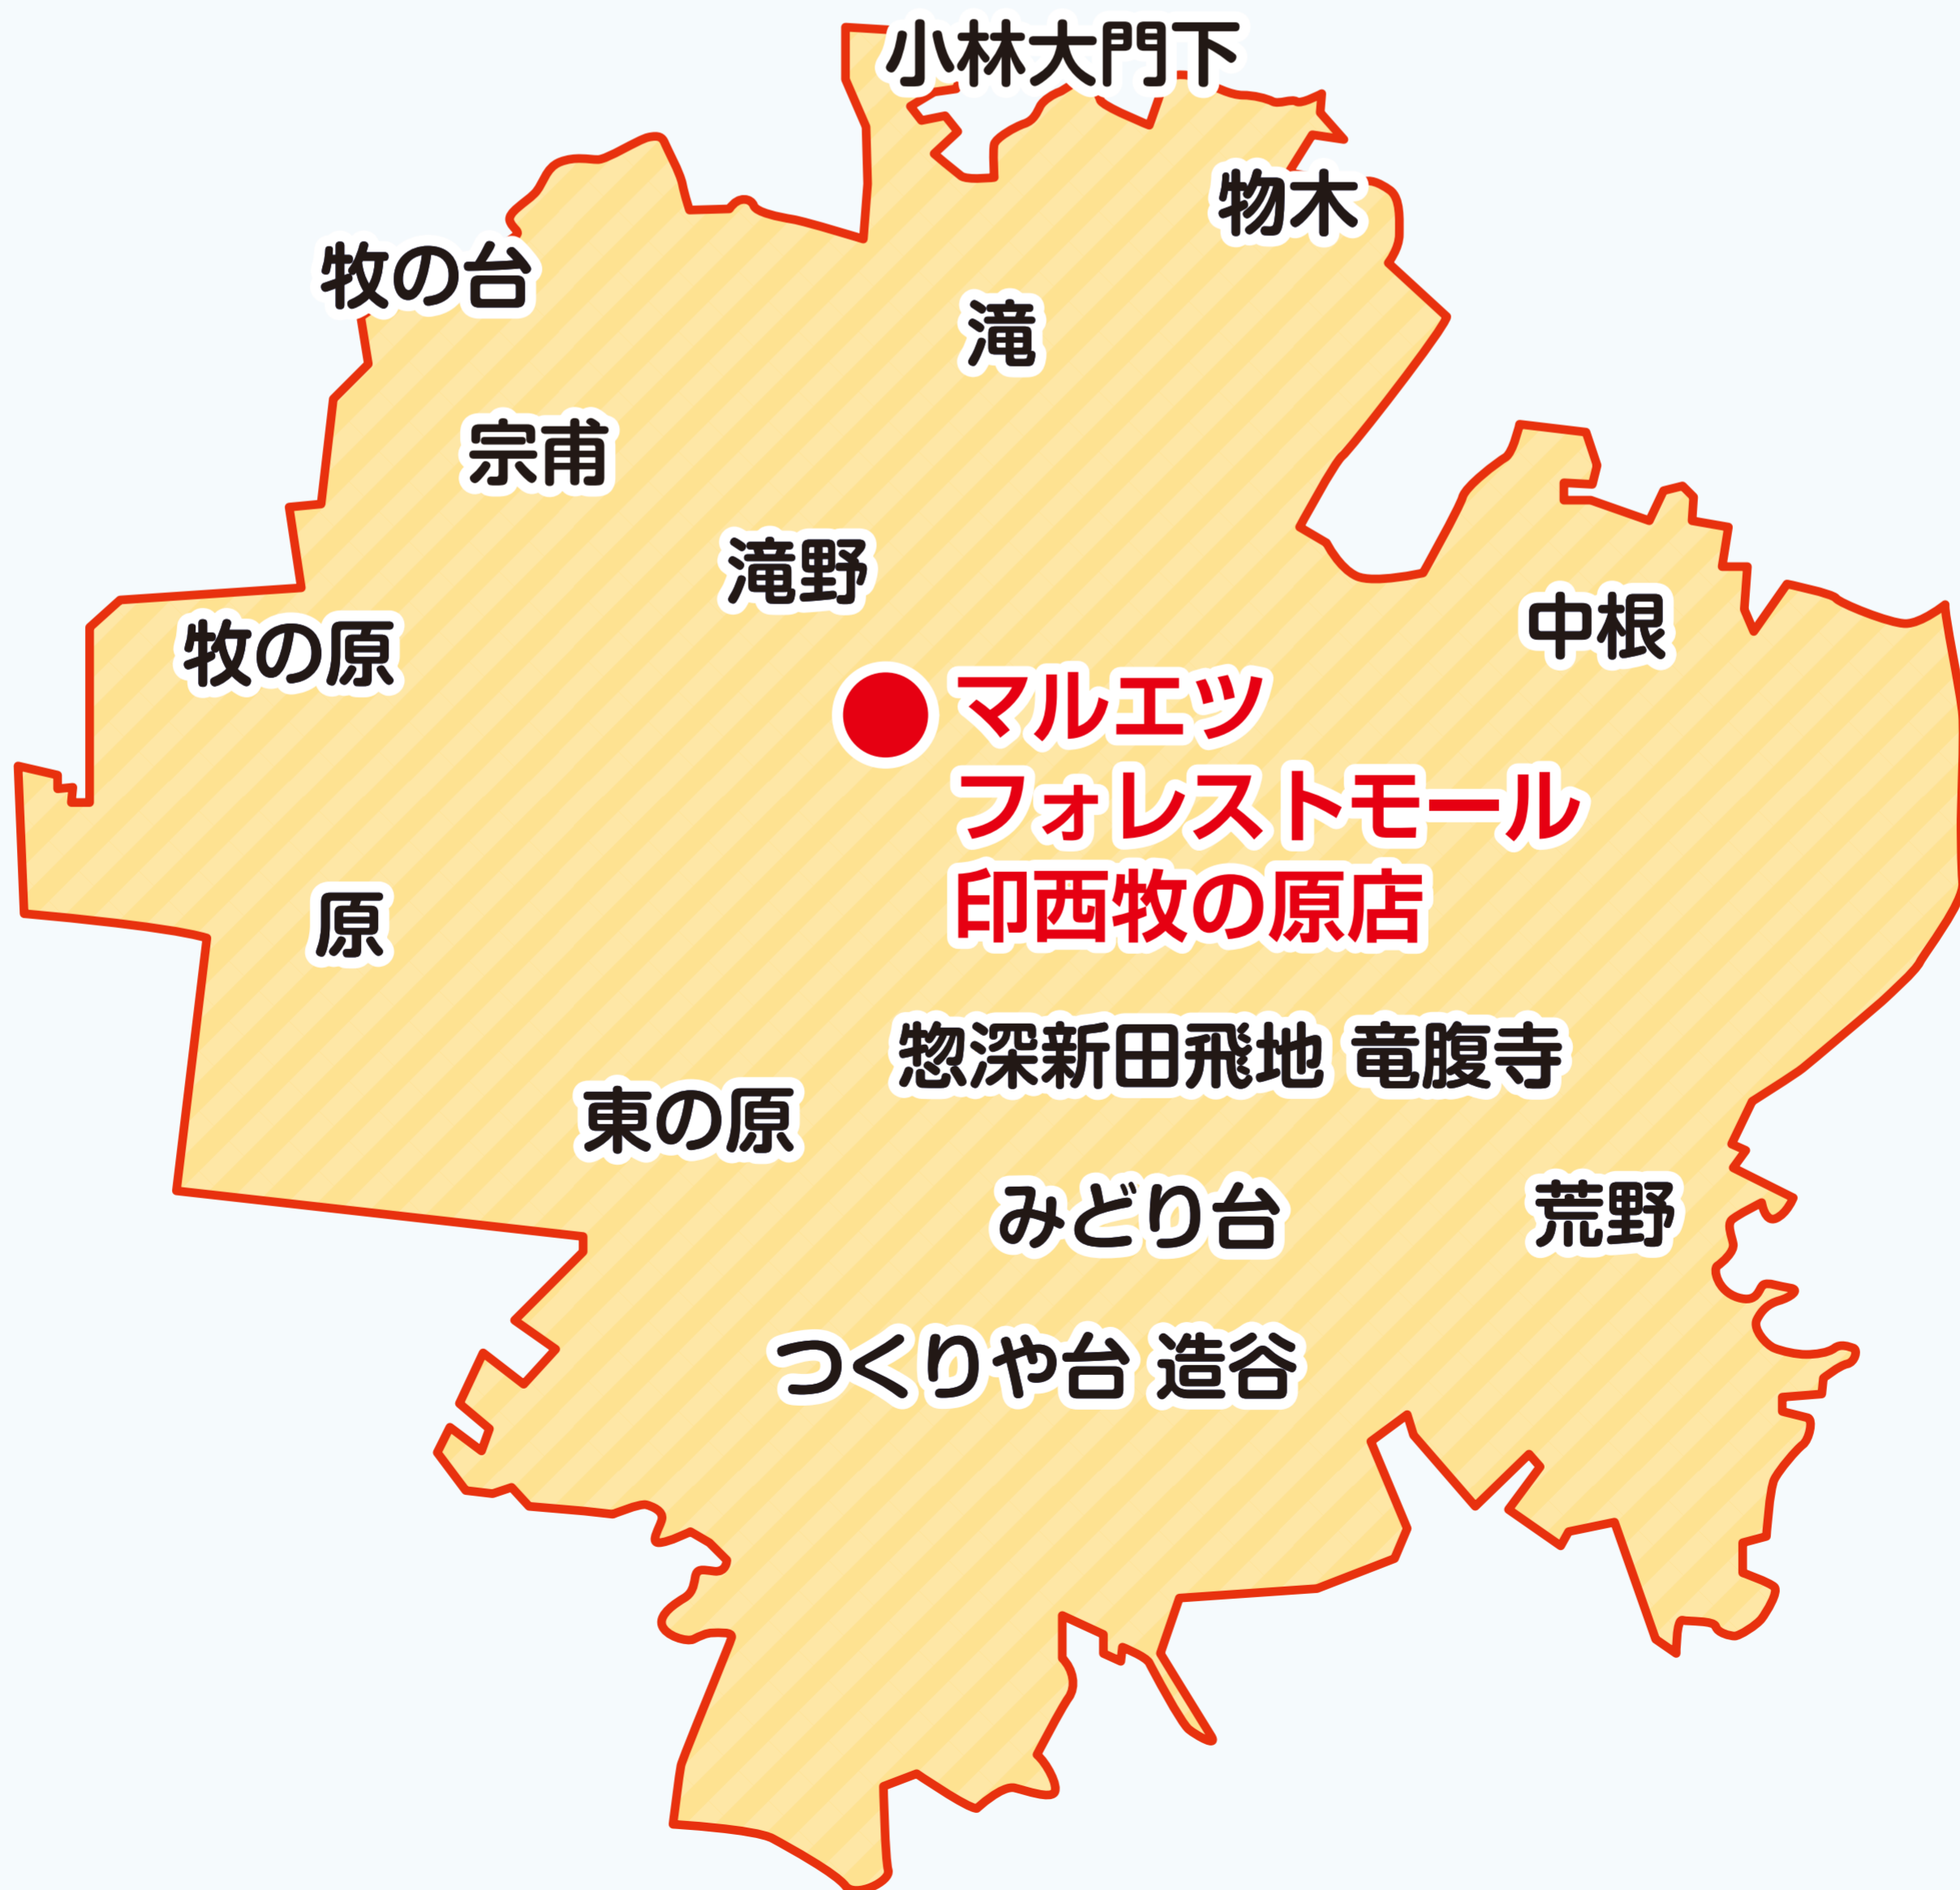 小林大門下
物木
牧の台
滝
宗甫
滝野
中根
牧の原
マルエツ
フォレストモール
印西牧の原店
原
惣深新田飛地 竜腹寺
東の原
みどり台
荒野
つくりや台 造谷